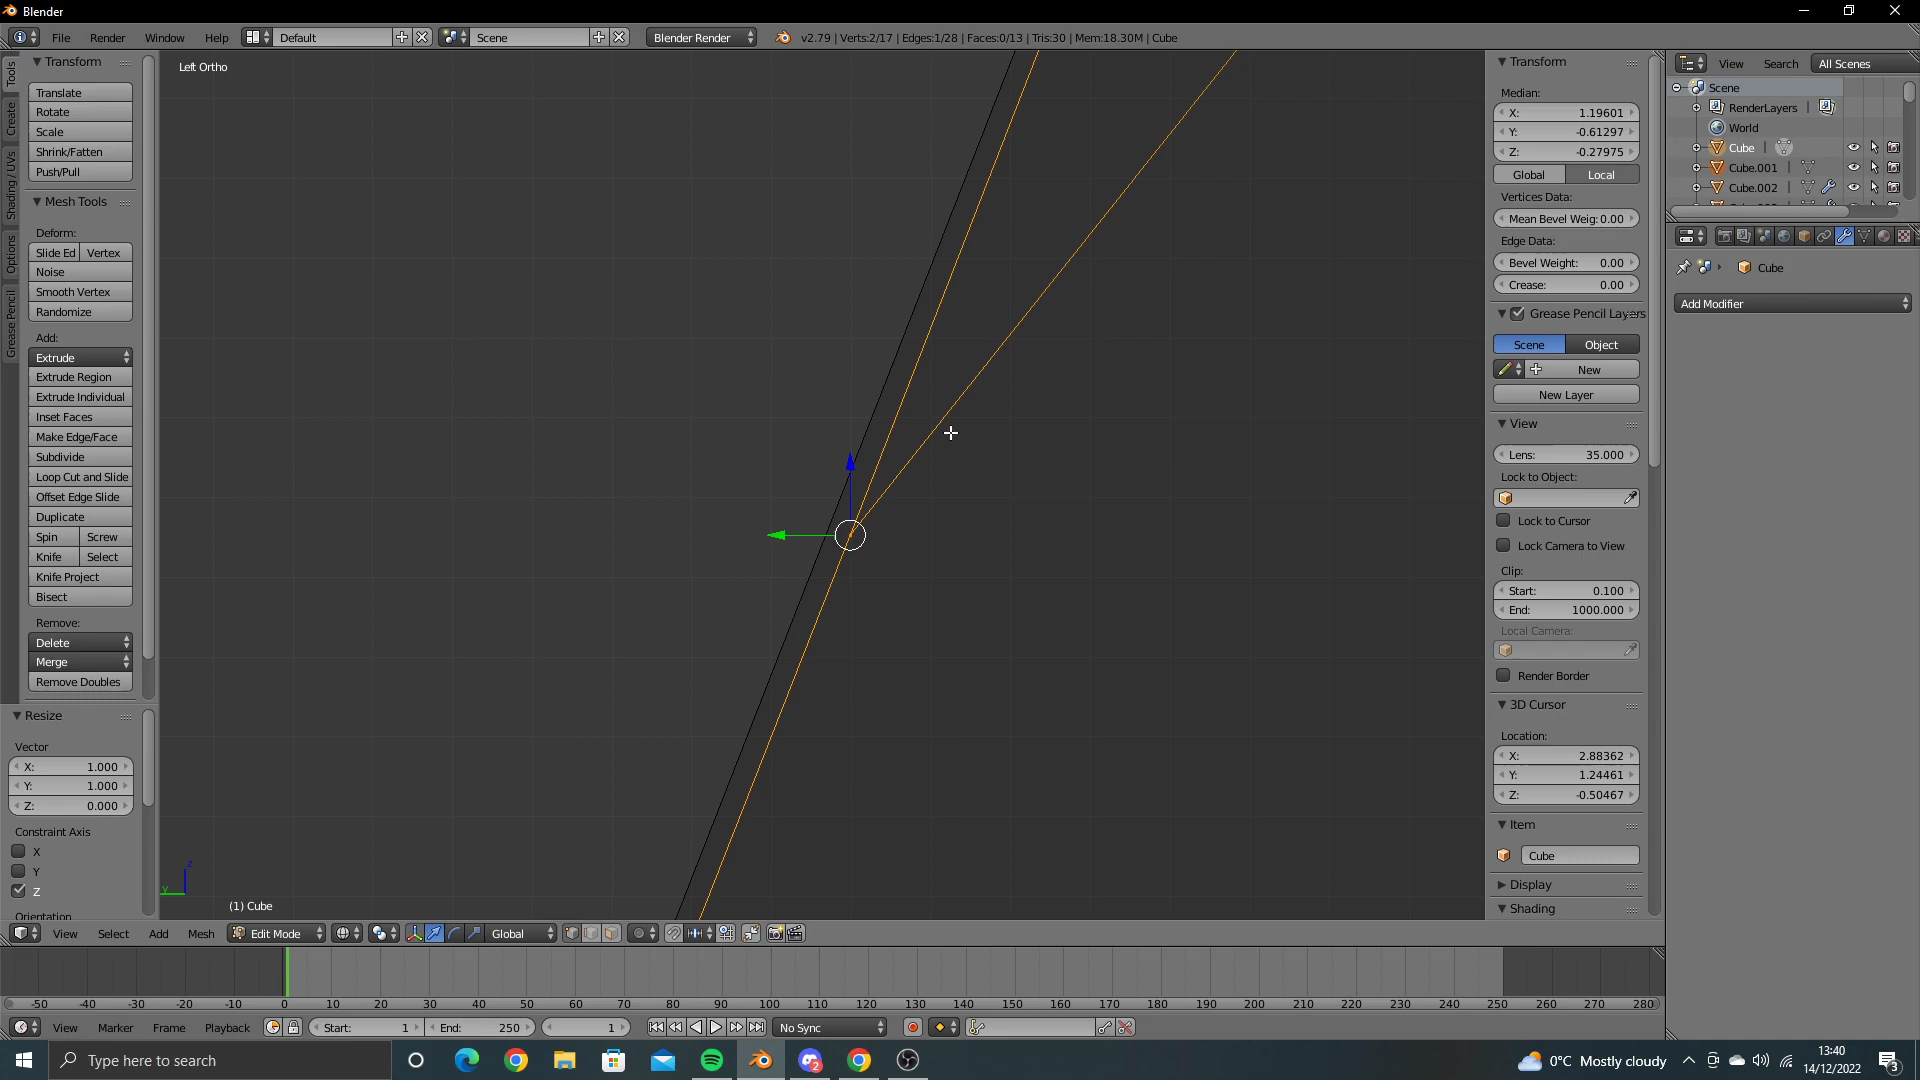 Blender
File Render Window Help Default Scene Blender Render v2.79 | Verts:2/17 | Edges:1/28 | Faces:0/13 | Tris:30 | Mem:18.30M | Cube
Tools
Create
Shading / UVs
Options
Grease Pencil
Transform
Translate
Rotate
Scale
Shrink/Fatten
Push/Pull
Mesh Tools
Deform:
Slide Ed Vertex
Noise
Smooth Vertex
Randomize
Add:
Extrude
Extrude Region
Extrude Individual
Inset Faces
Make Edge/Face
Subdivide
Loop Cut and Slide
Offset Edge Slide
Duplicate
Spin Screw
Knife Select
Knife Project
Bisect
Remove:
Delete
Merge
Remove Doubles
Resize
Vector
X: 1.000
Y: 1.000
Z: 0.000
Constraint Axis
X
Y
Z
Orientation
Left Ortho
z
y
(1) Cube
Transform
Median:
X: 1.19601
Y: -0.61297
Z: -0.27975
Global Local
Vertices Data:
Mean Bevel Weig: 0.00
Edge Data:
Bevel Weight: 0.00
Crease: 0.00
Grease Pencil Layers
Scene Object
New
New Layer
View
Lens: 35.000
Lock to Object:
Lock to Cursor
Lock Camera to View
Clip:
Start: 0.100
End: 1000.000
Local Camera:
Render Border
3D Cursor
Location:
X: 2.88362
Y: 1.24461
Z: -0.50467
Item
Cube
Display
Shading
View Search All Scenes
Scene
RenderLayers |
World
Cube |
Cube.001 |
Cube.002 |
Cube
Add Modifier
View Select Add Mesh Edit Mode Global
-50 -40 -30 -20 -10 0 10 20 30 40 50 60 70 80 90 100 110 120 130 140 150 160 170 180 190 200 210 220 230 240 250 260 270 280
View Marker Frame Playback Start: 1 End: 250 1 No Sync
Type here to search
2
0°C Mostly cloudy
13:40
14/12/2022
3